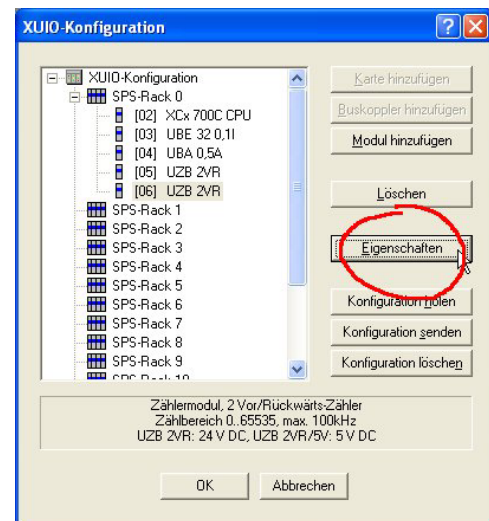 XUIO-Konfiguration
XUIO-Konfiguration
SPS-Rack 0
[02] XCx 700C CPU
[03] UBE 32 0,1I
[04] UBA 0,5A
[05] UZB 2VR
[06] UZB 2VR
SPS-Rack 1
SPS-Rack 2
SPS-Rack 3
SPS-Rack 4
SPS-Rack 5
SPS-Rack 6
SPS-Rack 7
SPS-Rack 8
SPS-Rack 9
SPS-Rack 10
Karte hinzufügen
Buskoppler hinzufügen
Modul hinzufügen
Löschen
Eigenschaften
Konfiguration holen
Konfiguration senden
Konfiguration löschen
Zählermodul, 2 Vor/Rückwärts-Zähler
Zählbereich 0..65535, max. 100kHz
UZB 2VR: 24 V DC, UZB 2VR/5V: 5 V DC
OK
Abbrechen